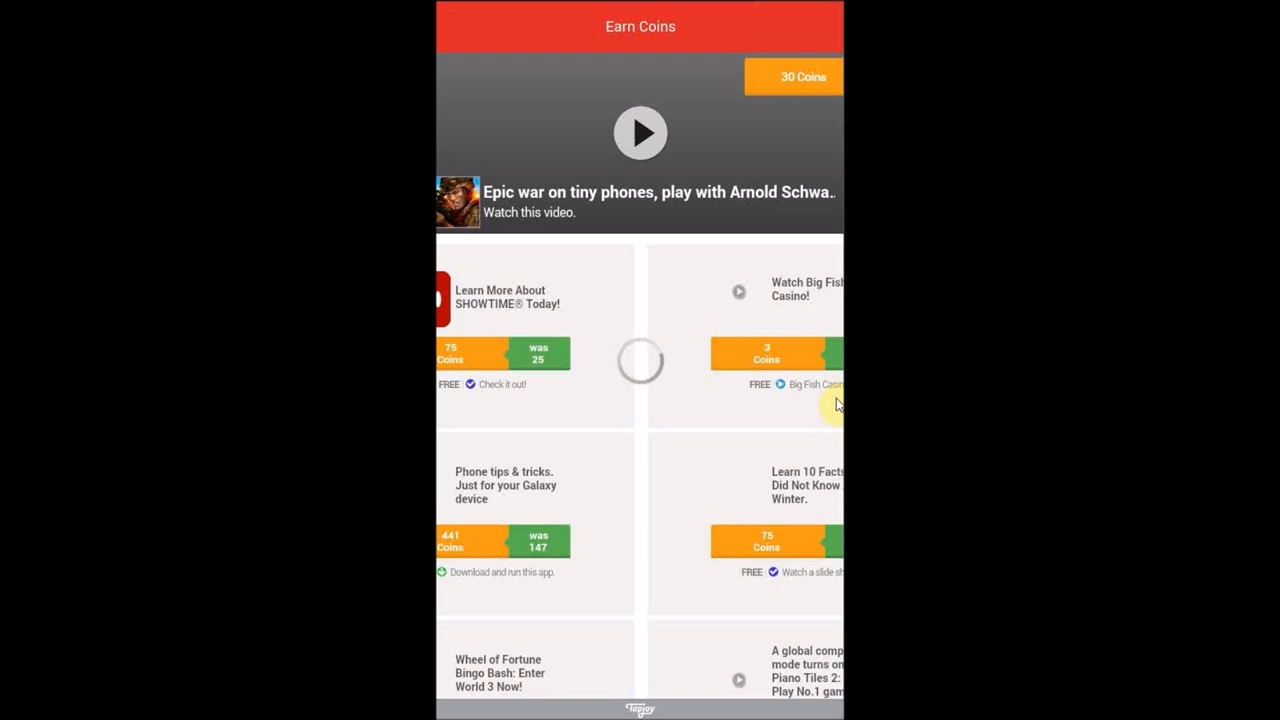 Earn Coins
30 Coins
Epic war on tiny phones, play with Arnold Schwa..
Watch this video.
Learn More About
SHOWTIME® Today!
75
Coins
was
25
FREE Check it out!
Watch Big Fish
Casino!
3
Coins
FREE Big Fish Casin
Phone tips & tricks.
Just for your Galaxy
device
441
Coins
was
147
Download and run this app.
Learn 10 Facts
Did Not Know
Winter.
75
Coins
FREE Watch a slide sh
Wheel of Fortune
Bingo Bash: Enter
World 3 Now!
A global comp
mode turns on
Piano Tiles 2:
Play No.1 gam
Tapjoy